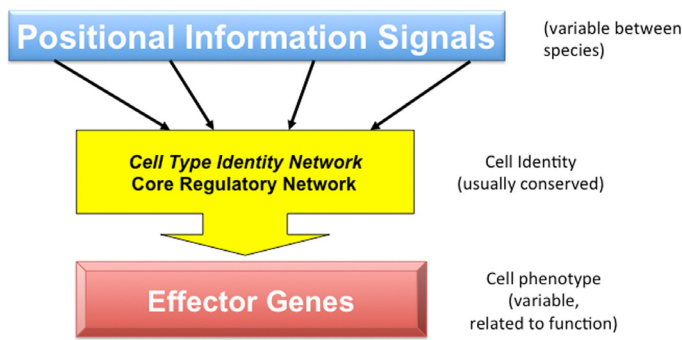 Positional Information Signals
(variable between
species)
Cell Type Identity Network
Core Regulatory Network
Cell Identity
(usually conserved)
Effector Genes
Cell phenotype
(variable,
related to function)